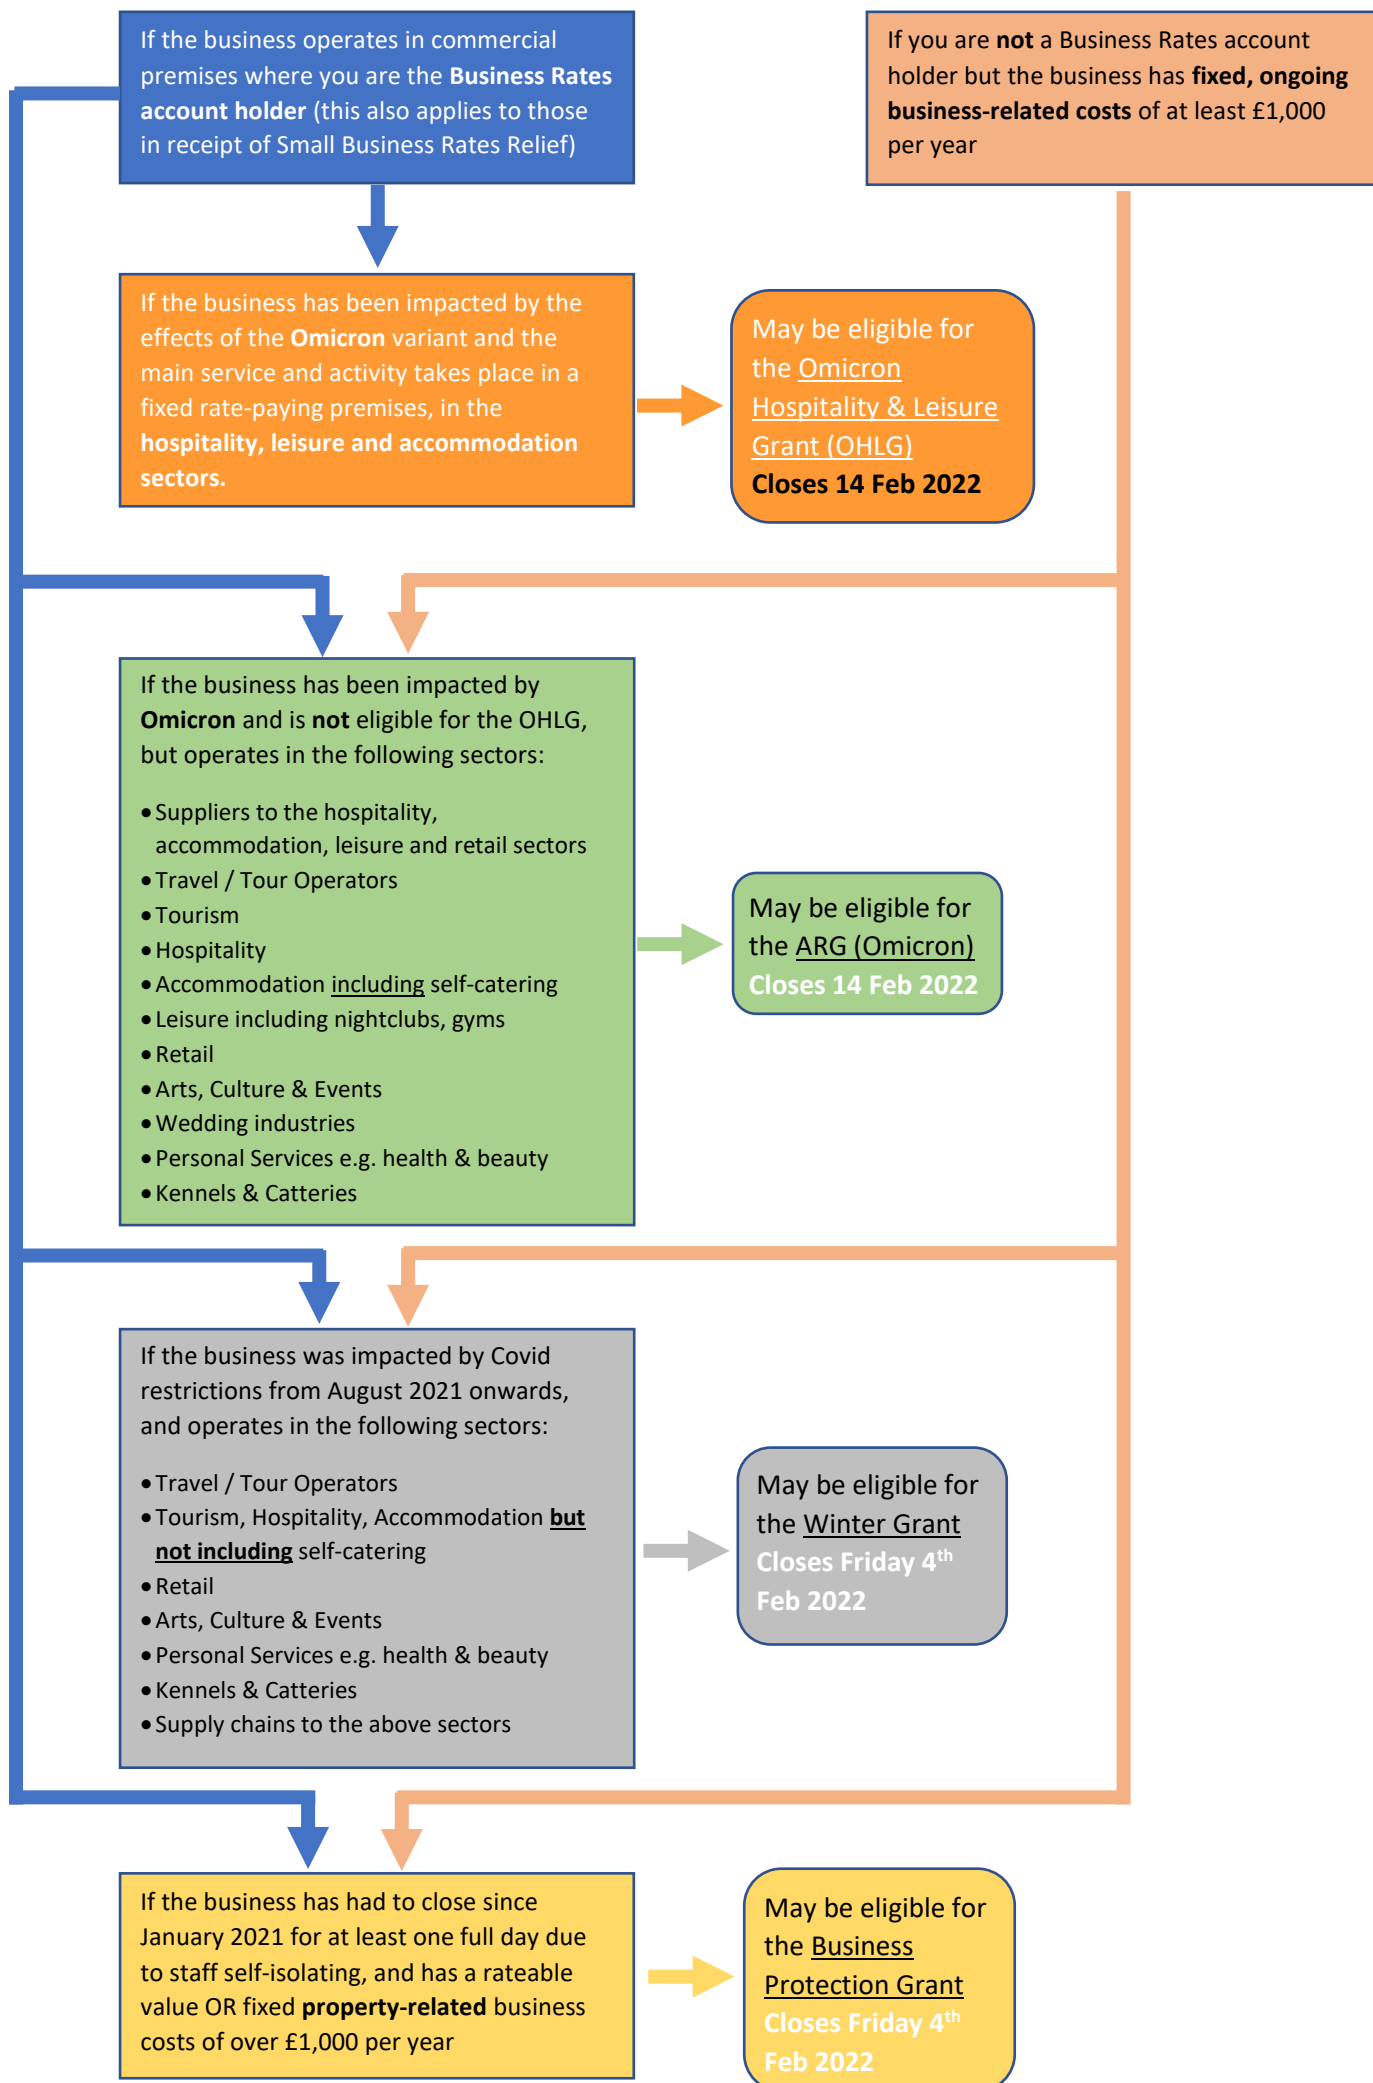 If the business operates in commercial
premises where you are the Business Rates
account holder (this also applies to those
in receipt of Small Business Rates Relief)
If you are not a Business Rates account
holder but the business has fixed, ongoing
business-related costs of at least £1,000
per year
If the business has been impacted by the
effects of the Omicron variant and the
main service and activity takes place in a
fixed rate-paying premises, in the
hospitality, leisure and accommodation
sectors.
May be eligible for
the Omicron
Hospitality & Leisure
Grant (OHLG)
Closes 14 Feb 2022
If the business has been impacted by
Omicron and is not eligible for the OHLG,
but operates in the following sectors:
• Suppliers to the hospitality,
accommodation, leisure and retail sectors
• Travel / Tour Operators
• Tourism
• Hospitality
• Accommodation including self-catering
• Leisure including nightclubs, gyms
• Retail
• Arts, Culture & Events
• Wedding industries
• Personal Services e.g. health & beauty
• Kennels & Catteries
May be eligible for
the ARG (Omicron)
Closes 14 Feb 2022
If the business was impacted by Covid
restrictions from August 2021 onwards,
and operates in the following sectors:
• Travel / Tour Operators
• Tourism, Hospitality, Accommodation but
not including self-catering
• Retail
• Arts, Culture & Events
• Personal Services e.g. health & beauty
• Kennels & Catteries
• Supply chains to the above sectors
May be eligible for
the Winter Grant
Closes Friday 4th
Feb 2022
If the business has had to close since
January 2021 for at least one full day due
to staff self-isolating, and has a rateable
value OR fixed property-related business
costs of over £1,000 per year
May be eligible for
the Business
Protection Grant
Closes Friday 4th
Feb 2022